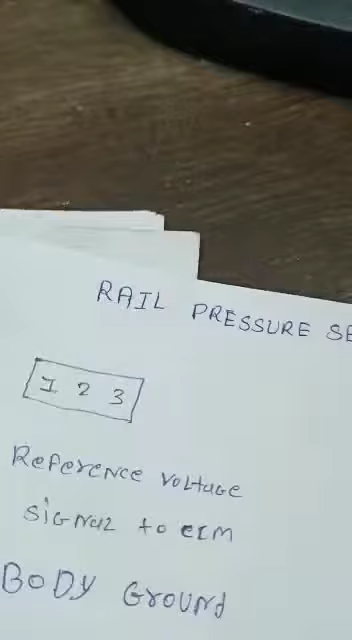 RAIL PRESSURE SE
1 2 3
Reference voltage
signal to ecm
BODY Ground